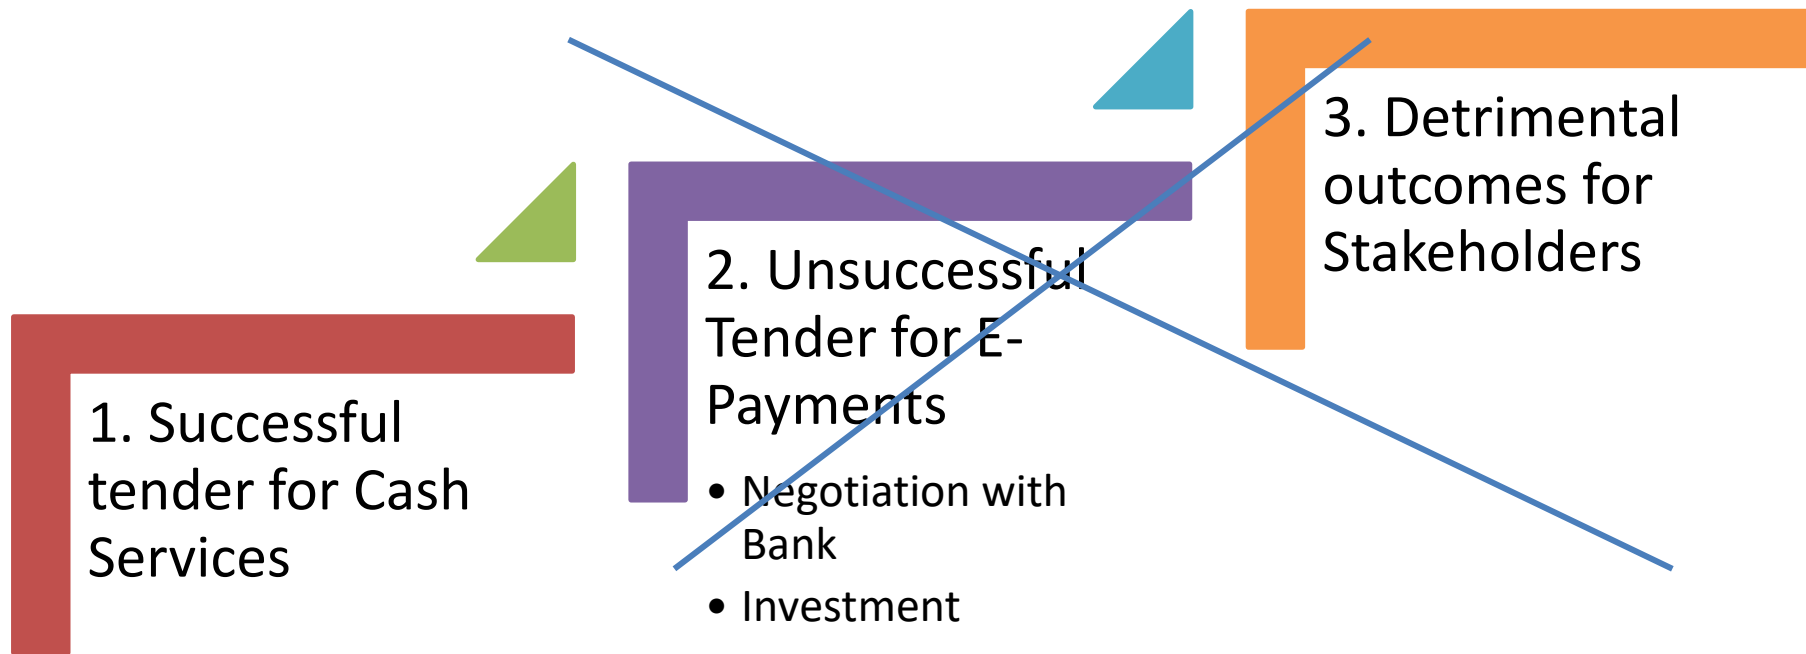 1. Successful
tender for Cash
Services
2. Unsuccessful
Tender for E-
Payments
• Negotiation with
Bank
• Investment
3. Detrimental
outcomes for
Stakeholders